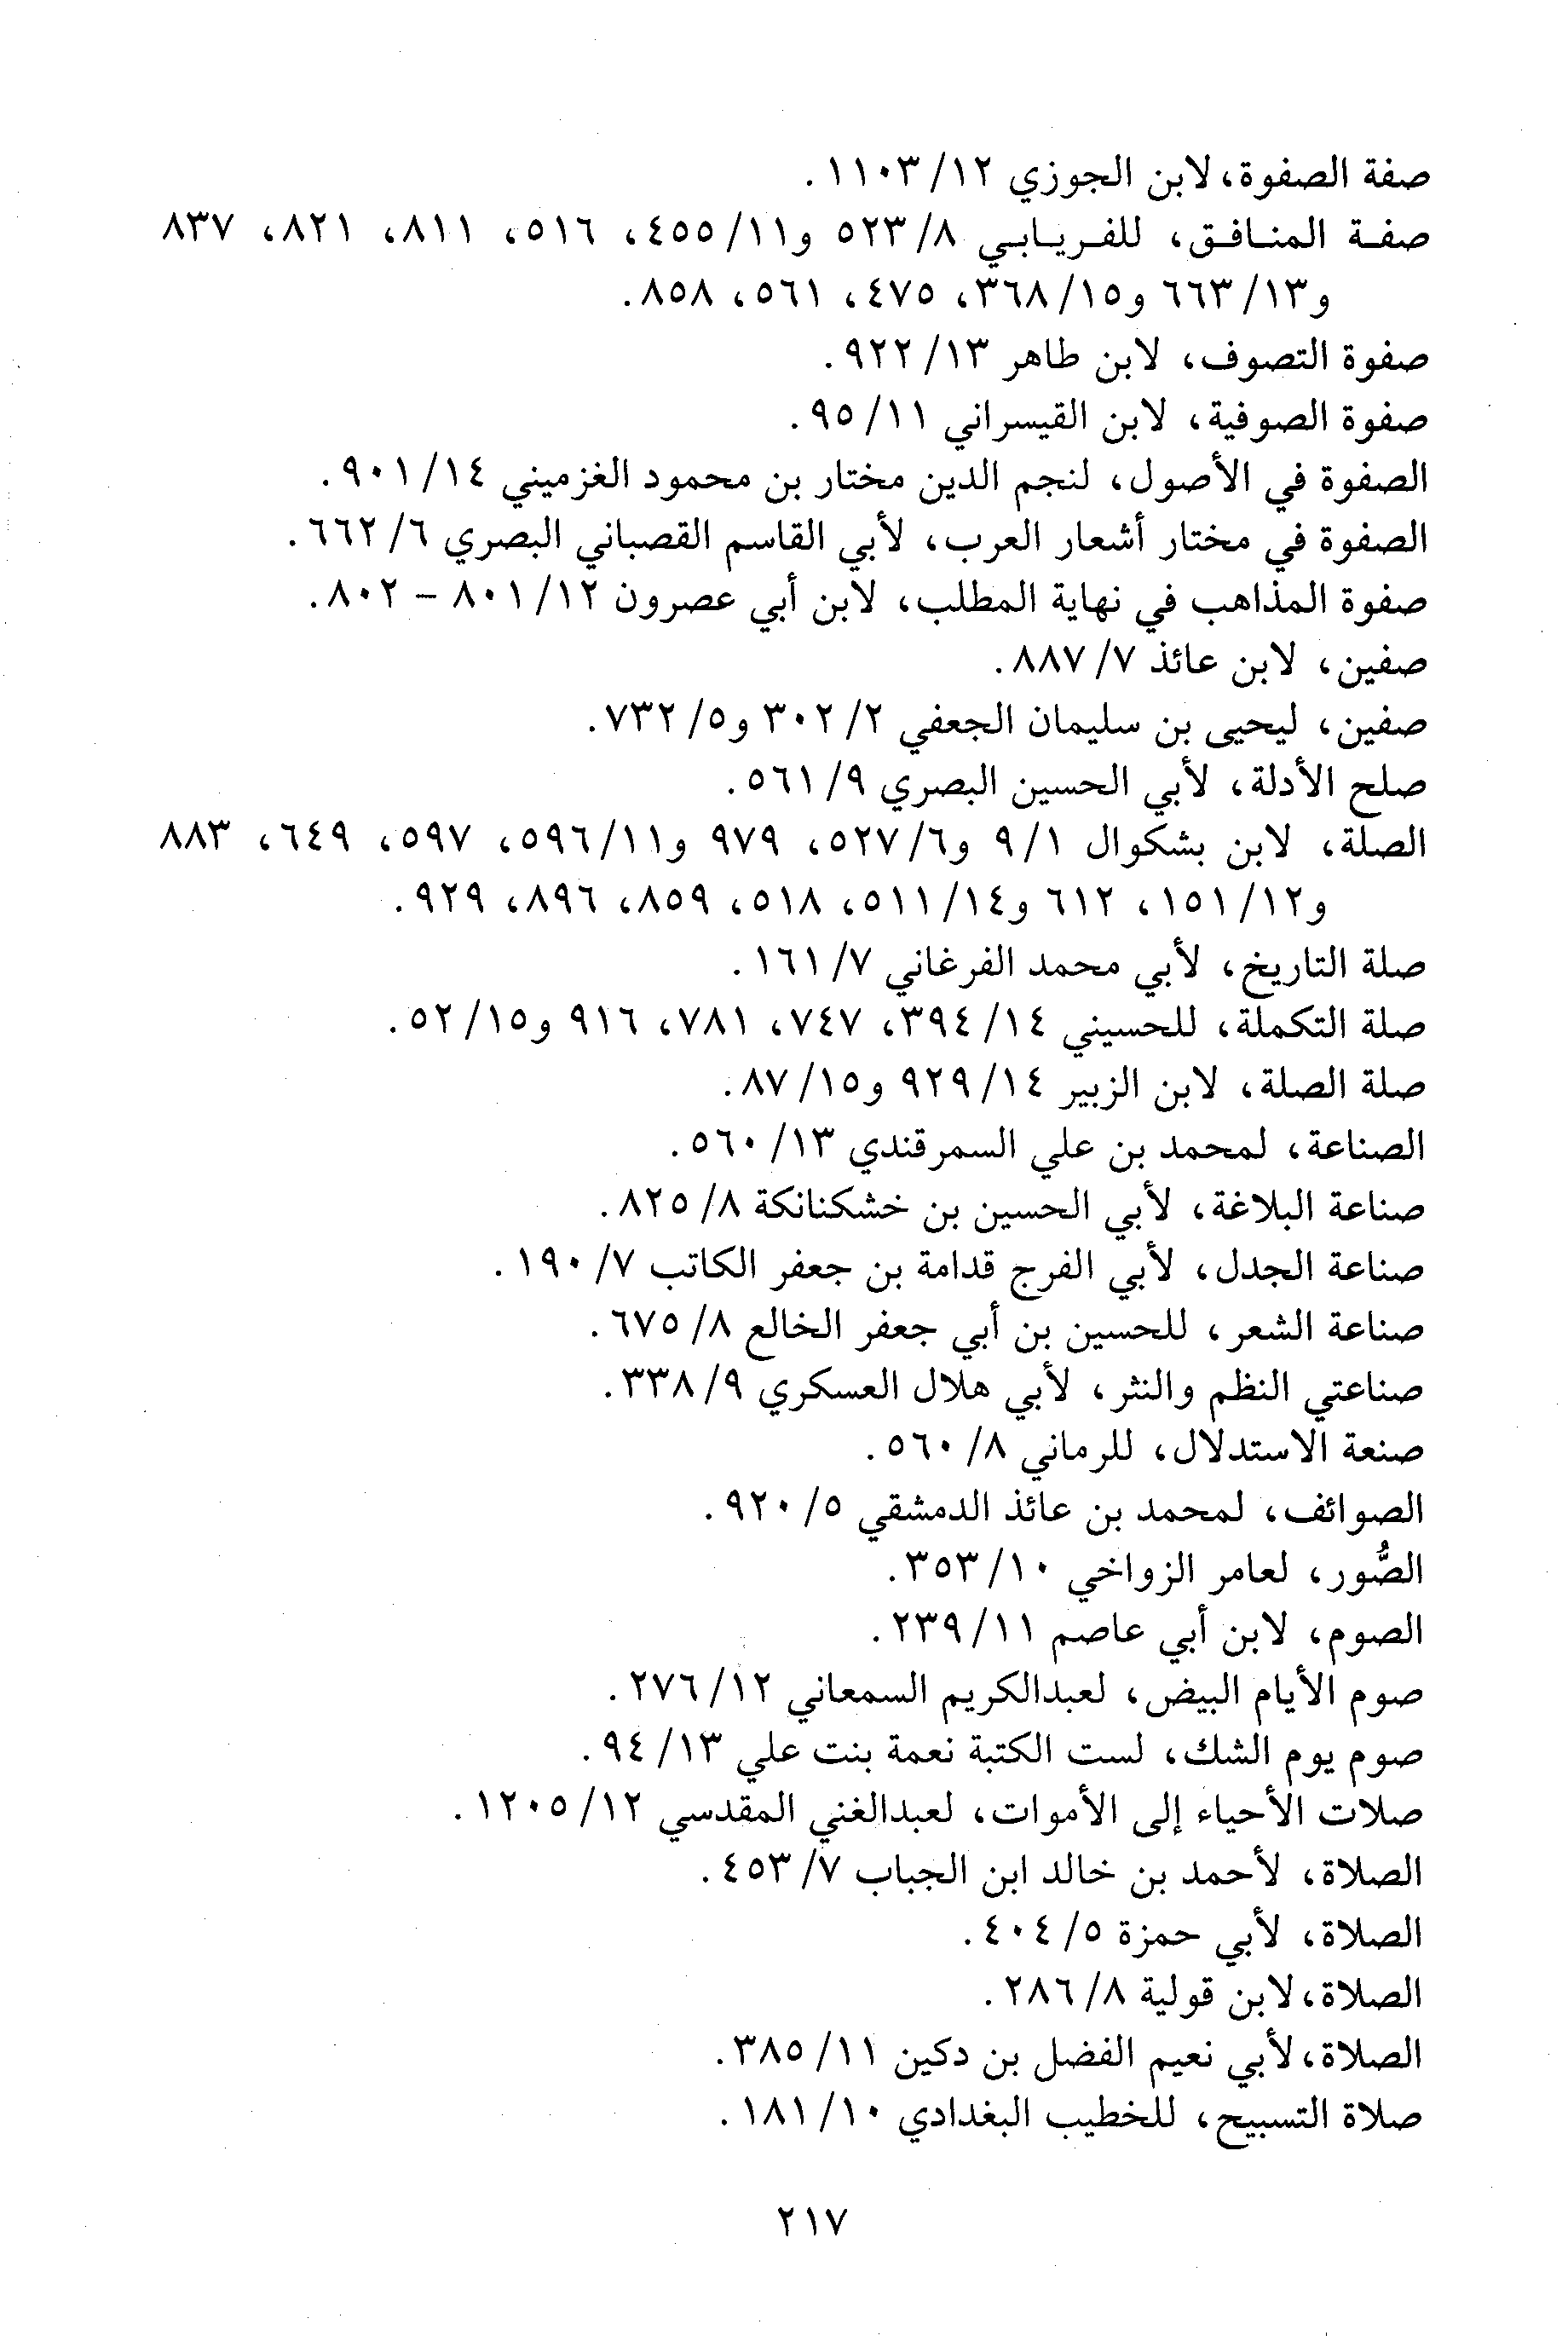 صفة الصفوة، لابن الجوزي ١٢/ ١١٠٣.
صفة المنافق، للفريابي ٨/ ٥٢٣ و١١/ ٤٥٥، ٥١٦، ٨١١، ٨٢١، ٨٣٧
و١٣/ ٦٦٣ و١٥/ ٣٦٨، ٤٧٥، ٥٦١، ٨٥٨.
صفوة التصوف، لابن طاهر ١٣/ ٩٢٢.
صفوة الصوفية، لابن القيسراني ١١/ ٩٥.
الصفوة في الأصول، لنجم الدين مختار بن محمود الغزميني ١٤/ ٩٠١.
الصفوة في مختار أشعار العرب، لأبي القاسم القصباني البصري ٦/ ٦٦٢.
صفوة المذاهب في نهاية المطلب، لابن أبي عصرون ١٢/ ٨٠١ - ٨٠٢.
صفين، لابن عائذ ٧/ ٨٨٧.
صفين، ليحيى بن سليمان الجعفي ٢/ ٣٠٢ و٥/ ٧٣٢.
صلح الأدلة، لأبي الحسين البصري ٩/ ٥٦١.
الصلة، لابن بشكوال ١/ ٩ و٦/ ٥٢٧، ٩٧٩ و١١/ ٥٩٦، ٥٩٧، ٦٤٩، ٨٨٣
و١٢/ ١٥١، ٦١٢ و١٤/ ٥١١، ٥١٨، ٨٥٩، ٨٩٦، ٩٢٩.
صلة التاريخ، لأبي محمد الفرغاني ٧/ ١٦١.
صلة التكملة، للحسيني ١٤/ ٣٩٤، ٧٤٧، ٧٨١، ٩١٦ و١٥/ ٥٢.
صلة الصلة، لابن الزبير ١٤/ ٩٢٩ و١٥/ ٨٧.
الصناعة، لمحمد بن علي السمرقندي ١٣/ ٥٦٠.
صناعة البلاغة، لأبي الحسين بن خشكنانكة ٨/ ٨٢٥.
صناعة الجدل، لأبي الفرج قدامة بن جعفر الكاتب ٧/ ١٩٠.
صناعة الشعر، للحسين بن أبي جعفر الخالع ٨/ ٦٧٥.
صناعتي النظم والنثر، لأبي هلال العسكري ٩/ ٣٣٨.
صنعة الاستدلال، للرماني ٨/ ٥٦٠.
الصوائف، لمحمد بن عائذ الدمشقي ٥/ ٩٢٠.
الصُّور، لعامر الزواخي ١٠/ ٣٥٣.
الصوم، لابن أبي عاصم ١١/ ٢٣٩.
صوم الأيام البيض، لعبدالكريم السمعاني ١٢/ ٢٧٦.
صوم يوم الشك، لست الكتبة نعمة بنت علي ١٣/ ٩٤.
صلات الأحياء إلى الأموات، لعبدالغني المقدسي ١٢/ ١٢٠٥.
الصلاة، لأحمد بن خالد ابن الجباب ٧/ ٤٥٣.
الصلاة، لأبي حمزة ٥/ ٤٠٤.
الصلاة، لابن قولية ٨/ ٢٨٦.
الصلاة، لأبي نعيم الفضل بن دكين ١١/ ٣٨٥.
صلاة التسبيح، للخطيب البغدادي ١٠/ ١٨١.
٢١٧